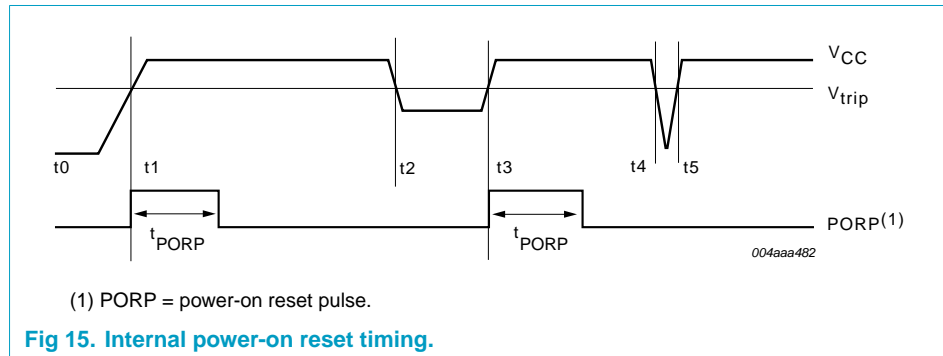 VCC
Vtrip
t0 t1 t2 t3 t4 t5
PORP(1)
tPORP tPORP
004aaa482
(1) PORP = power-on reset pulse.
Fig 15. Internal power-on reset timing.